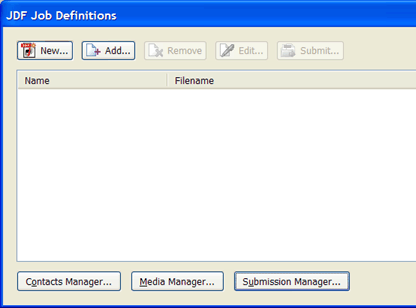 JDF Job Definitions
New... Add... Remove Edit... Submit...
Name Filename
Contacts Manager... Media Manager... Submission Manager...